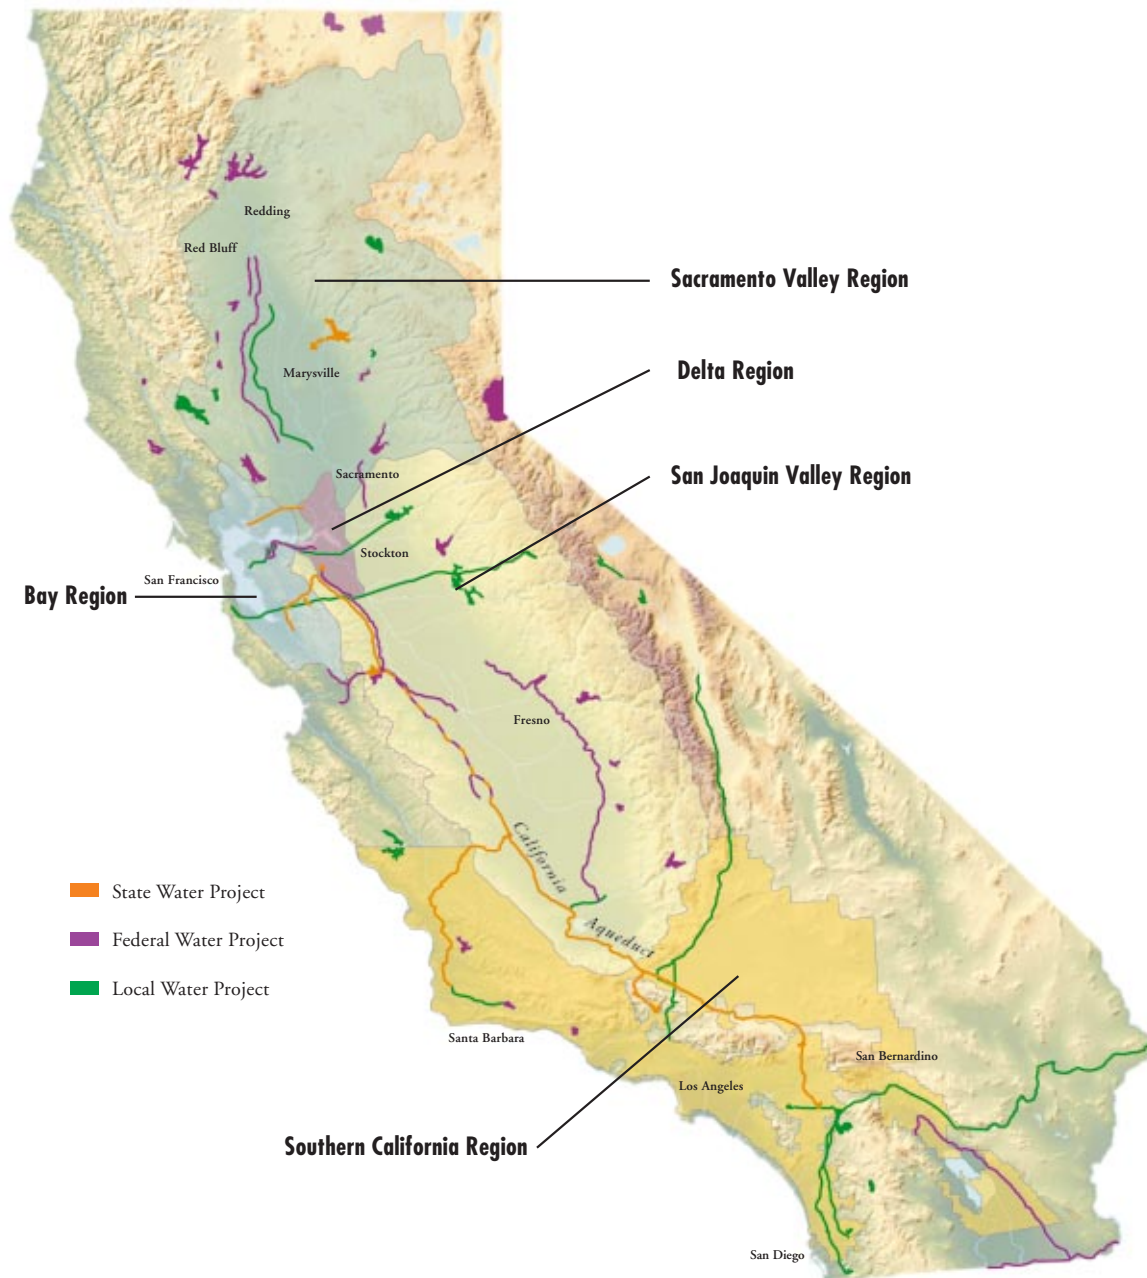 Redding
Red Bluff
Sacramento Valley Region
Delta Region
Marysville
Sacramento
San Joaquin Valley Region
Stockton
San Francisco
Bay Region
Fresno
California
Aqueduct
State Water Project
Federal Water Project
Local Water Project
Santa Barbara
San Bernardino
Los Angeles
Southern California Region
San Diego